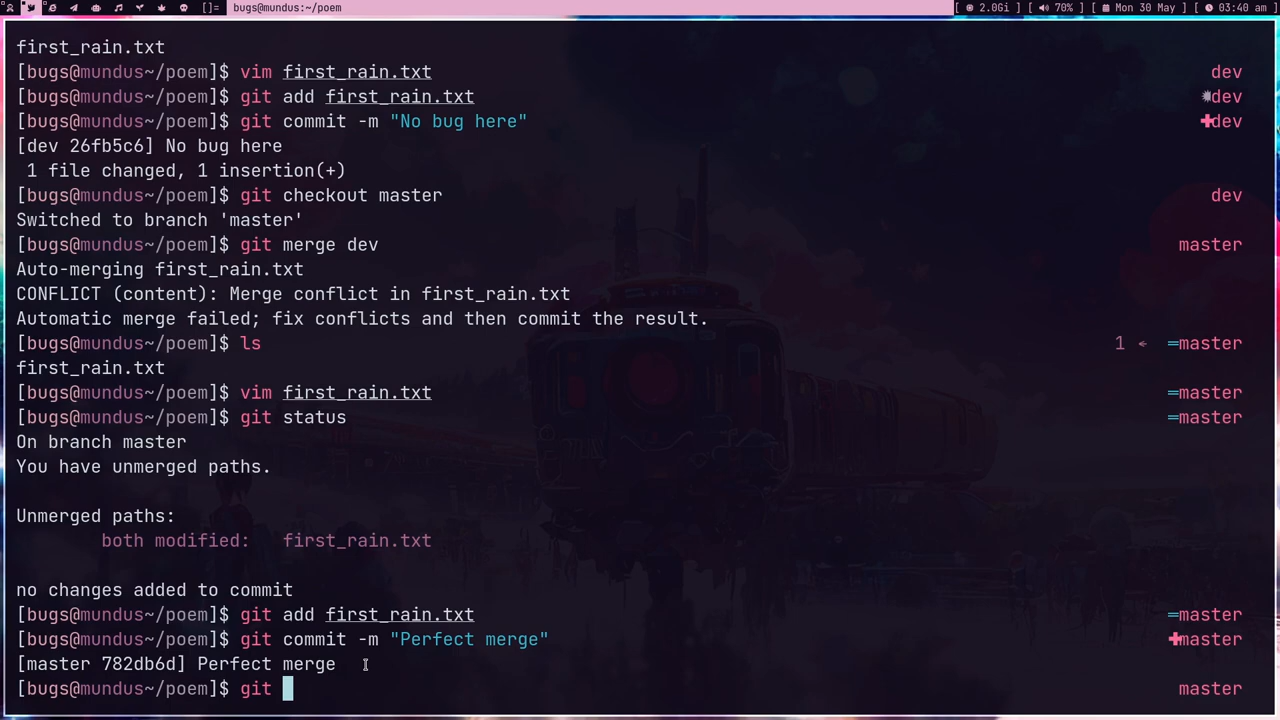 []= bugs@mundus:~/poem [ 2.0Gi ] [ 70% ] [ Mon 30 May ] [ 03:40 am ]
first_rain.txt
[bugs@mundus~/poem]$ vim first_rain.txt dev
[bugs@mundus~/poem]$ git add first_rain.txt dev
[bugs@mundus~/poem]$ git commit -m "No bug here" dev
[dev 26fb5c6] No bug here
1 file changed, 1 insertion(+)
[bugs@mundus~/poem]$ git checkout master dev
Switched to branch 'master'
[bugs@mundus~/poem]$ git merge dev master
Auto-merging first_rain.txt
CONFLICT (content): Merge conflict in first_rain.txt
Automatic merge failed; fix conflicts and then commit the result.
[bugs@mundus~/poem]$ ls 1 ← =master
first_rain.txt
[bugs@mundus~/poem]$ vim first_rain.txt =master
[bugs@mundus~/poem]$ git status =master
On branch master
You have unmerged paths.
Unmerged paths:
both modified: first_rain.txt
no changes added to commit
[bugs@mundus~/poem]$ git add first_rain.txt =master
[bugs@mundus~/poem]$ git commit -m "Perfect merge" ✚master
[master 782db6d] Perfect merge
[bugs@mundus~/poem]$ git master